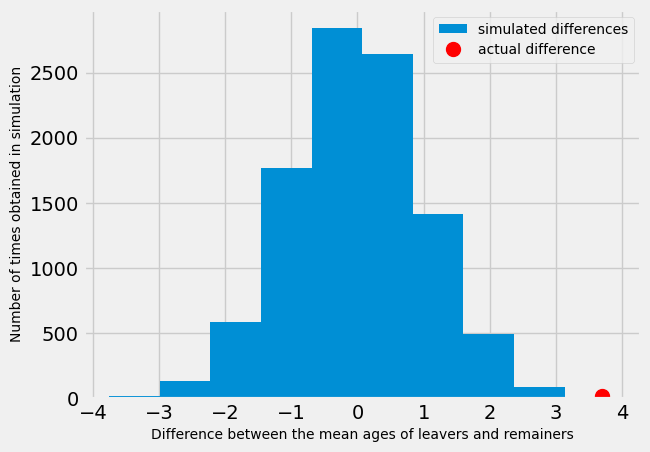 simulated differences
actual difference
Number of times obtained in simulation
2500
2000
1500
1000
500
0
−4 −3 −2 −1 0 1 2 3 4
Difference between the mean ages of leavers and remainers